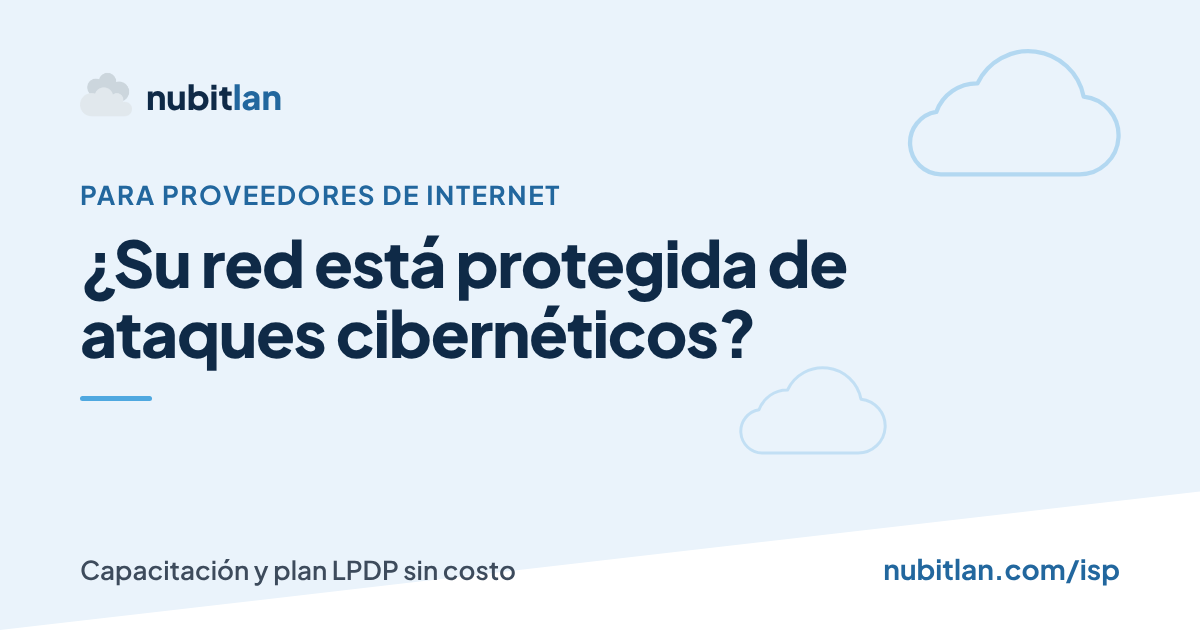 nubitlan
PARA PROVEEDORES DE INTERNET
¿Su red está protegida de
ataques cibernéticos?
Capacitación y plan LPDP sin costo
nubitlan.com/isp